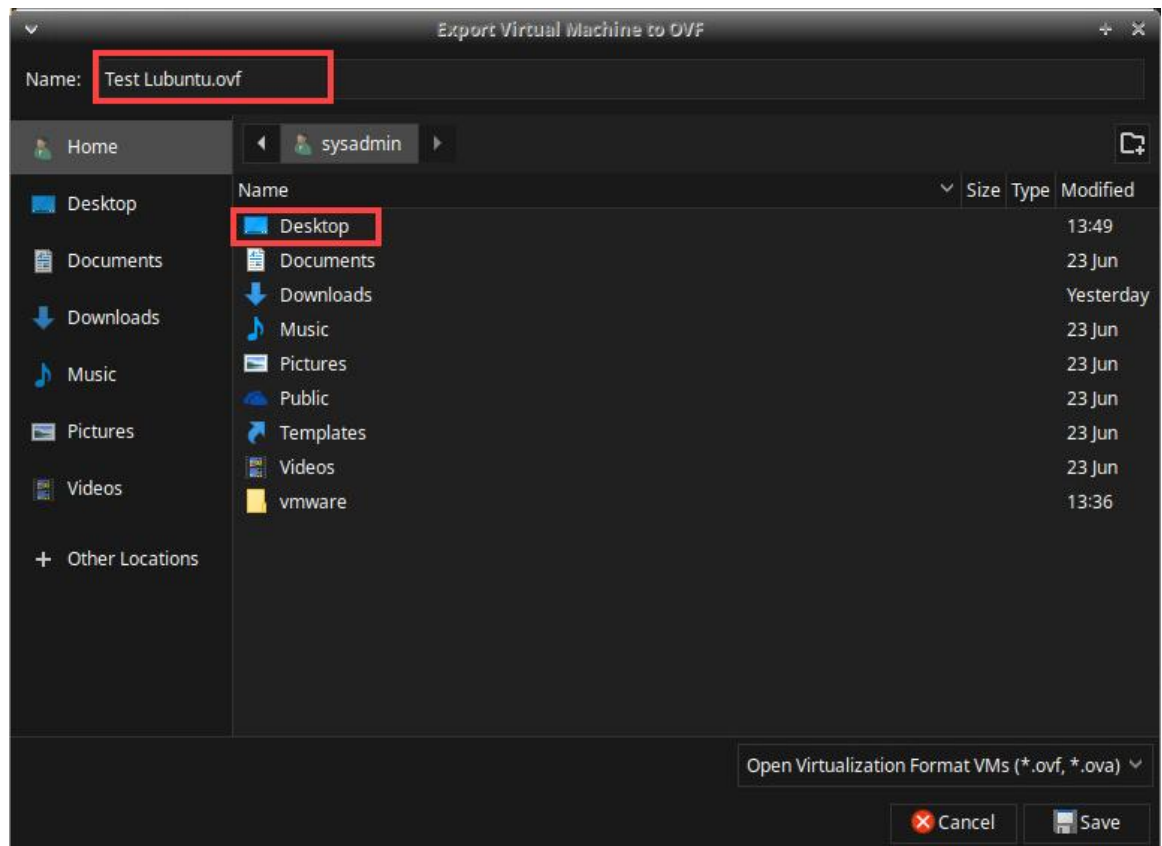 Export Virtual Machine to OVF
Name: Test Lubuntu.ovf
Home
Desktop
Documents
Downloads
Music
Pictures
Videos
+ Other Locations
sysadmin
Name Size Type Modified
Desktop 13:49
Documents 23 Jun
Downloads Yesterday
Music 23 Jun
Pictures 23 Jun
Public 23 Jun
Templates 23 Jun
Videos 23 Jun
vmware 13:36
Open Virtualization Format VMs (*.ovf, *.ova)
Cancel Save